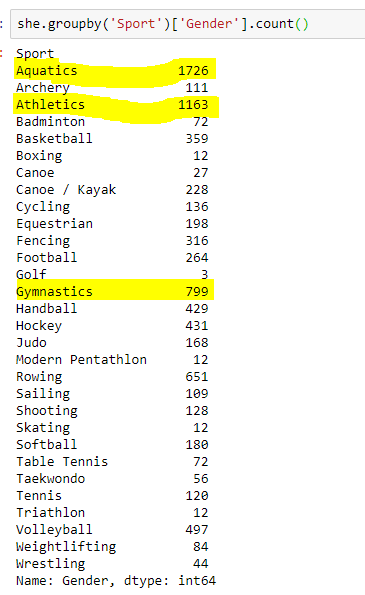 she.groupby('Sport')['Gender'].count()
Sport
Aquatics 1726
Archery 111
Athletics 1163
Badminton 72
Basketball 359
Boxing 12
Canoe 27
Canoe / Kayak 228
Cycling 136
Equestrian 198
Fencing 316
Football 264
Golf 3
Gymnastics 799
Handball 429
Hockey 431
Judo 168
Modern Pentathlon 12
Rowing 651
Sailing 109
Shooting 128
Skating 12
Softball 180
Table Tennis 72
Taekwondo 56
Tennis 120
Triathlon 12
Volleyball 497
Weightlifting 84
Wrestling 44
Name: Gender, dtype: int64